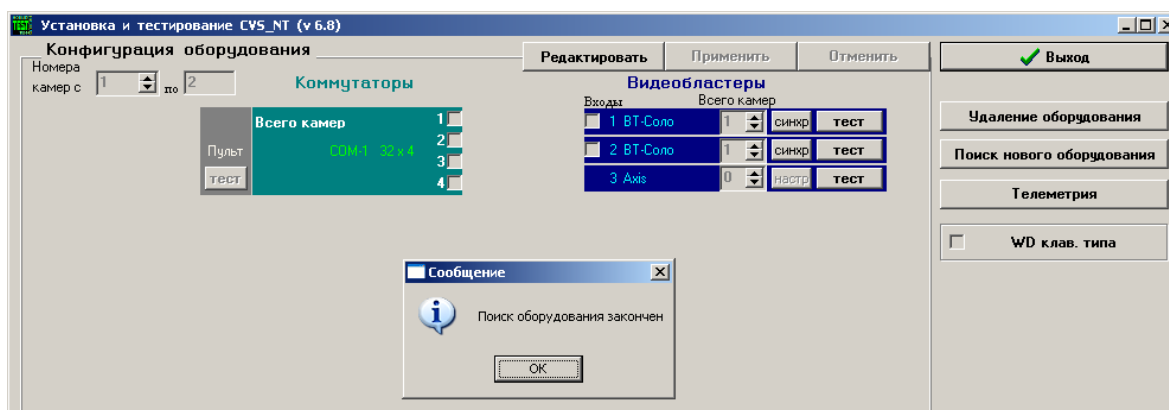 Установка и тестирование CVS_NT (v 6.8)
Конфигурация оборудования
Редактировать
Применить
Отменить
Выход
Номера
камер с 1 по 2
Коммутаторы
Видеобластеры
Входы
Всего камер
Всего камер
Пульт
тест
COM-1 32 x 4
1
2
3
4
1 BT-Соло 1 синхр тест
2 BT-Соло 1 синхр тест
3 Axis 0 настр тест
Удаление оборудования
Поиск нового оборудования
Телеметрия
WD клав. типа
Сообщение
Поиск оборудования закончен
OK